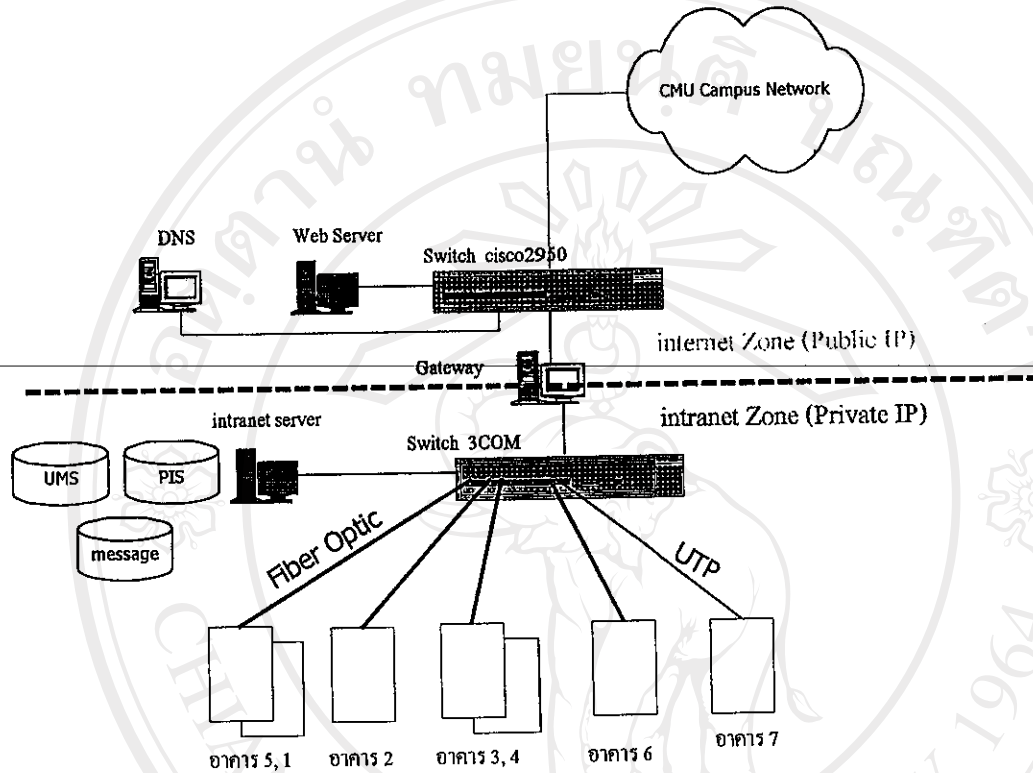 CMU Campus Network
DNS
Web Server
Switch cisco2950
internet Zone (Public IP)
Gateway
intranet Zone (Private IP)
intranet server
Switch 3COM
UMS
PIS
message
Fiber Optic
UTP
อาคาร 5, 1
อาคาร 2
อาคาร 3, 4
อาคาร 6
อาคาร 7
1964